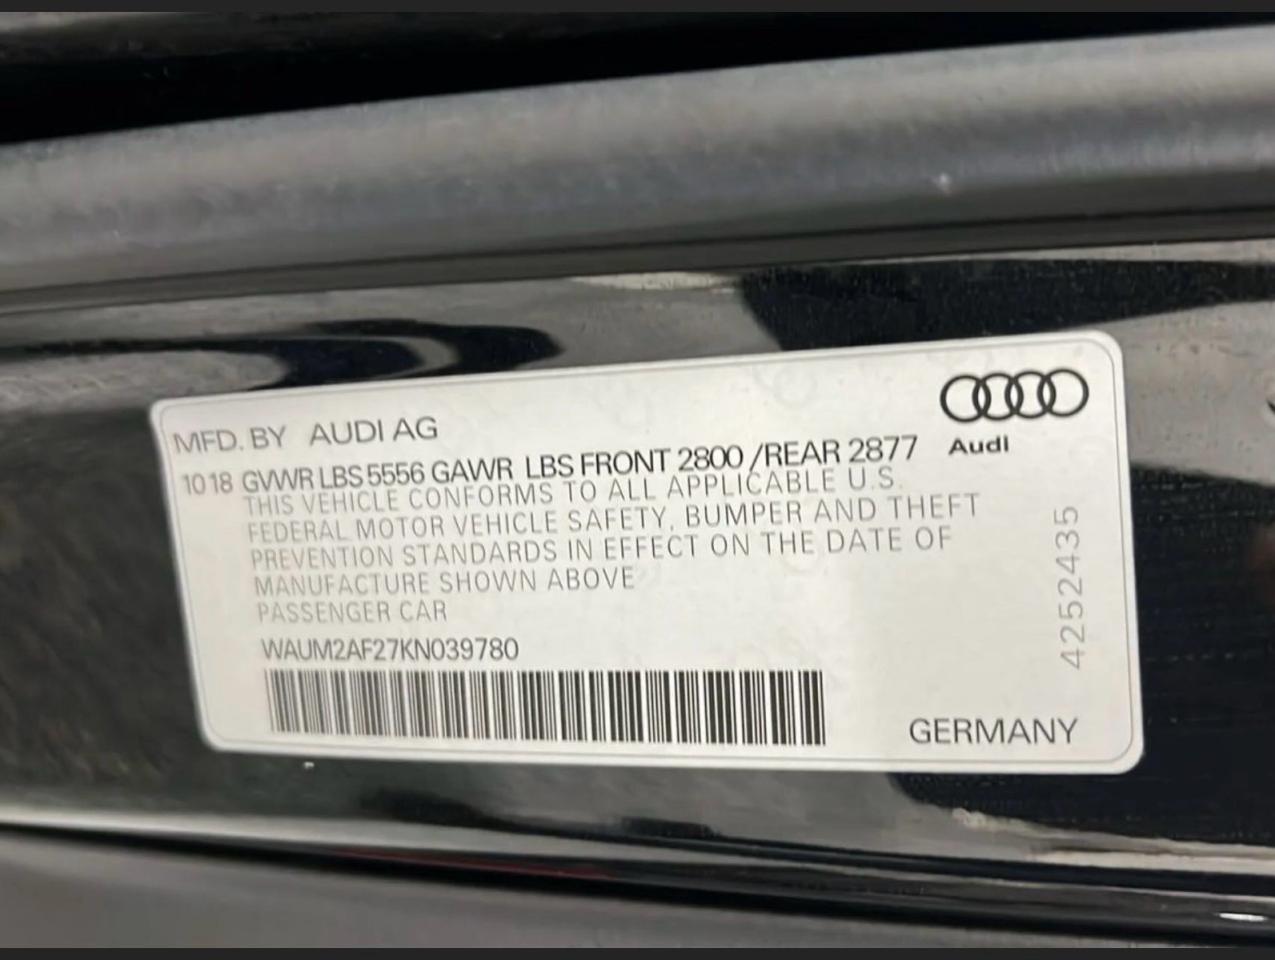 MFD. BY AUDI AG
Audi
1018 GVWR LBS 5556 GAWR LBS FRONT 2800 /REAR 2877
THIS VEHICLE CONFORMS TO ALL APPLICABLE U.S.
FEDERAL MOTOR VEHICLE SAFETY, BUMPER AND THEFT
PREVENTION STANDARDS IN EFFECT ON THE DATE OF
MANUFACTURE SHOWN ABOVE
PASSENGER CAR
WAUM2AF27KN039780
4252435
GERMANY